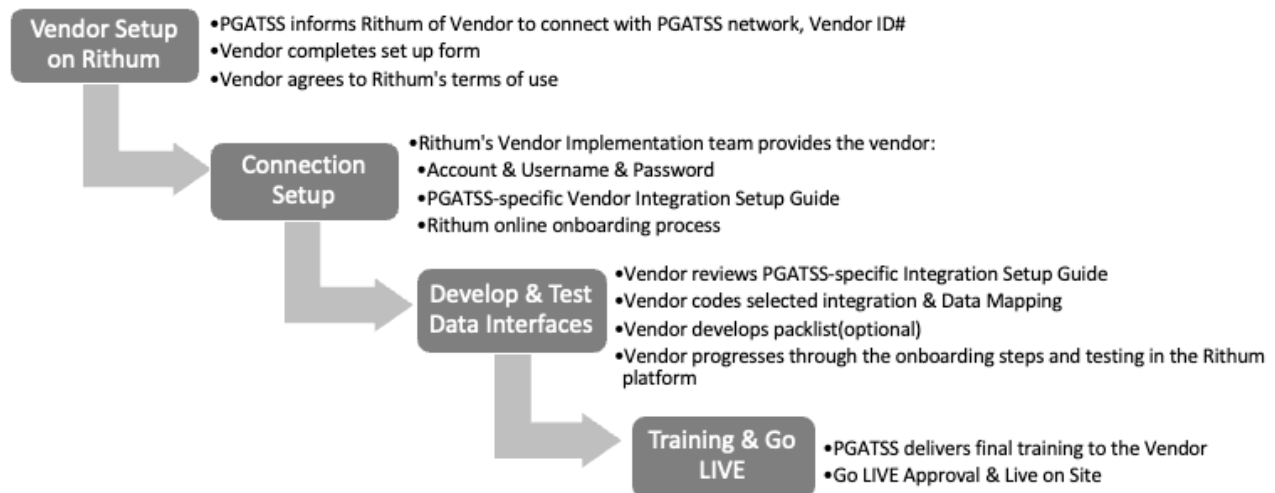 Vendor Setup
on Rithum
•PGATSS informs Rithum of Vendor to connect with PGATSS network, Vendor ID#
•Vendor completes set up form
•Vendor agrees to Rithum's terms of use
Connection
Setup
•Rithum's Vendor Implementation team provides the vendor:
•Account & Username & Password
•PGATSS-specific Vendor Integration Setup Guide
•Rithum online onboarding process
Develop & Test
Data Interfaces
•Vendor reviews PGATSS-specific Integration Setup Guide
•Vendor codes selected integration & Data Mapping
•Vendor develops packlist(optional)
•Vendor progresses through the onboarding steps and testing in the Rithum
platform
Training & Go
LIVE
•PGATSS delivers final training to the Vendor
•Go LIVE Approval & Live on Site